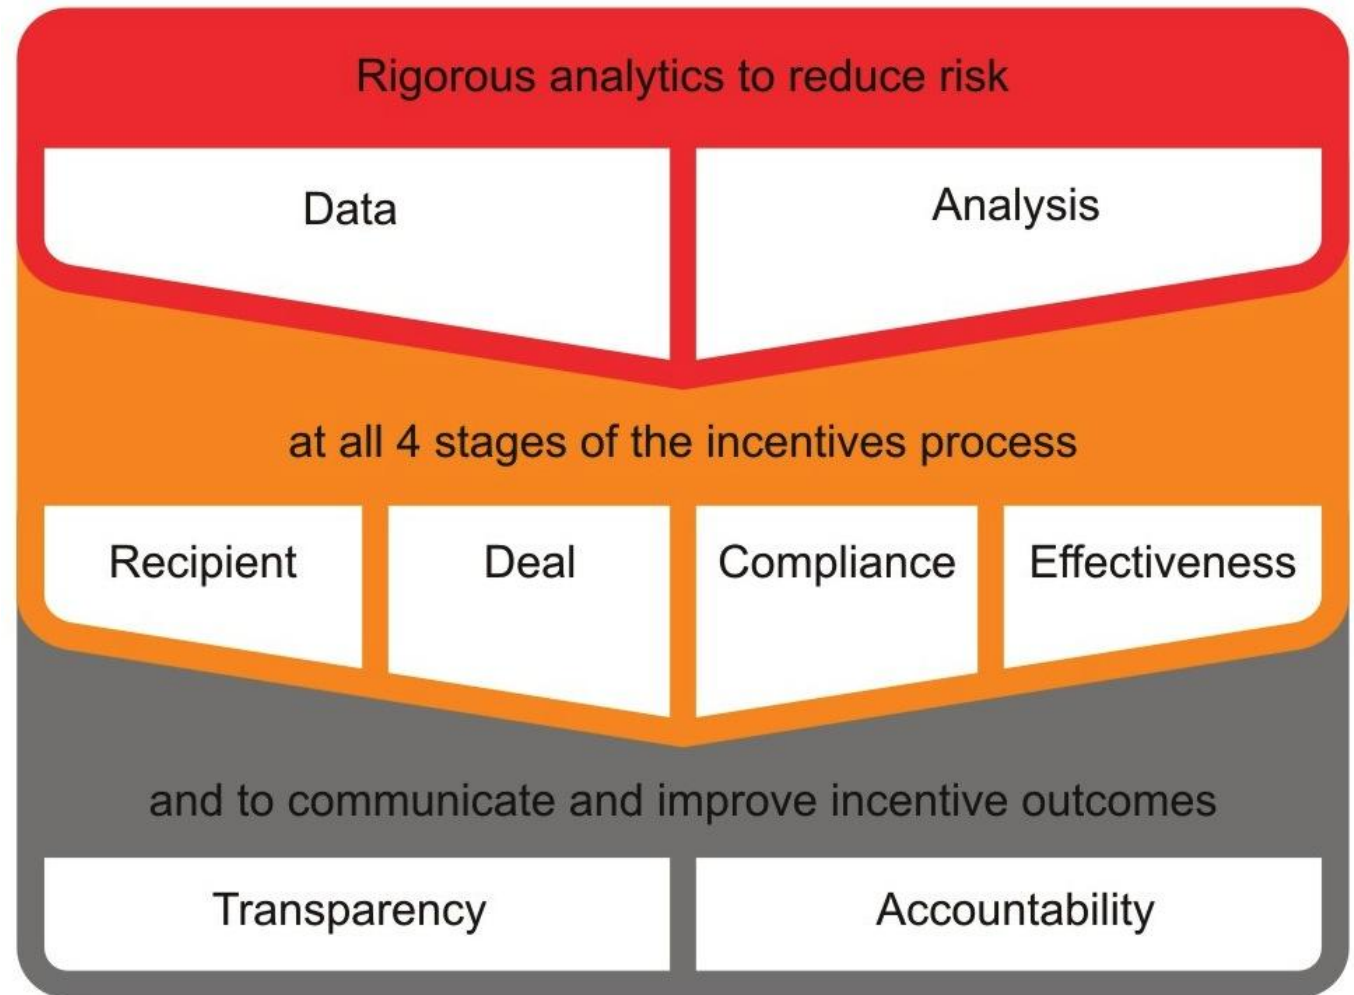 Rigorous analytics to reduce risk
Data
Analysis
at all 4 stages of the incentives process
Recipient
Deal
Compliance
Effectiveness
and to communicate and improve incentive outcomes
Transparency
Accountability